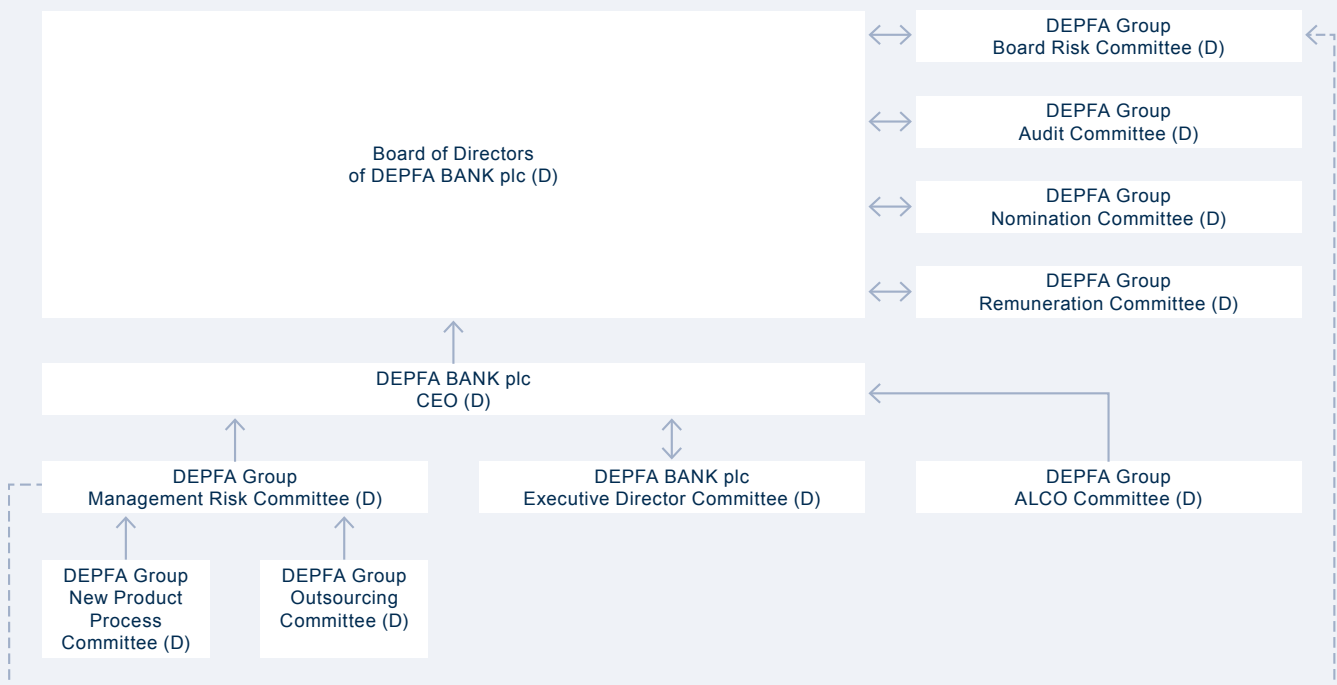 Board of Directors
of DEPFA BANK plc (D)
DEPFA Group
Board Risk Committee (D)
DEPFA Group
Audit Committee (D)
DEPFA Group
Nomination Committee (D)
DEPFA Group
Remuneration Committee (D)
DEPFA BANK plc
CEO (D)
DEPFA Group
Management Risk Committee (D)
DEPFA BANK plc
Executive Director Committee (D)
DEPFA Group
ALCO Committee (D)
DEPFA Group
New Product
Process
Committee (D)
DEPFA Group
Outsourcing
Committee (D)